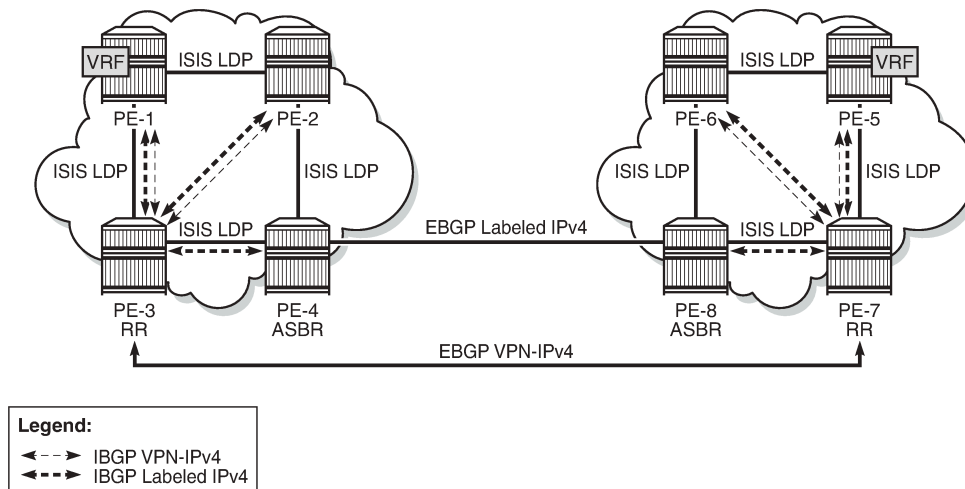 VRF
ISIS LDP
PE-1
PE-2
ISIS LDP
ISIS LDP
ISIS LDP
PE-3
RR
PE-4
ASBR
EBGP Labeled IPv4
ISIS LDP
VRF
PE-6
PE-5
ISIS LDP
ISIS LDP
ISIS LDP
PE-8
ASBR
PE-7
RR
EBGP VPN-IPv4
Legend:
IBGP VPN-IPv4
IBGP Labeled IPv4